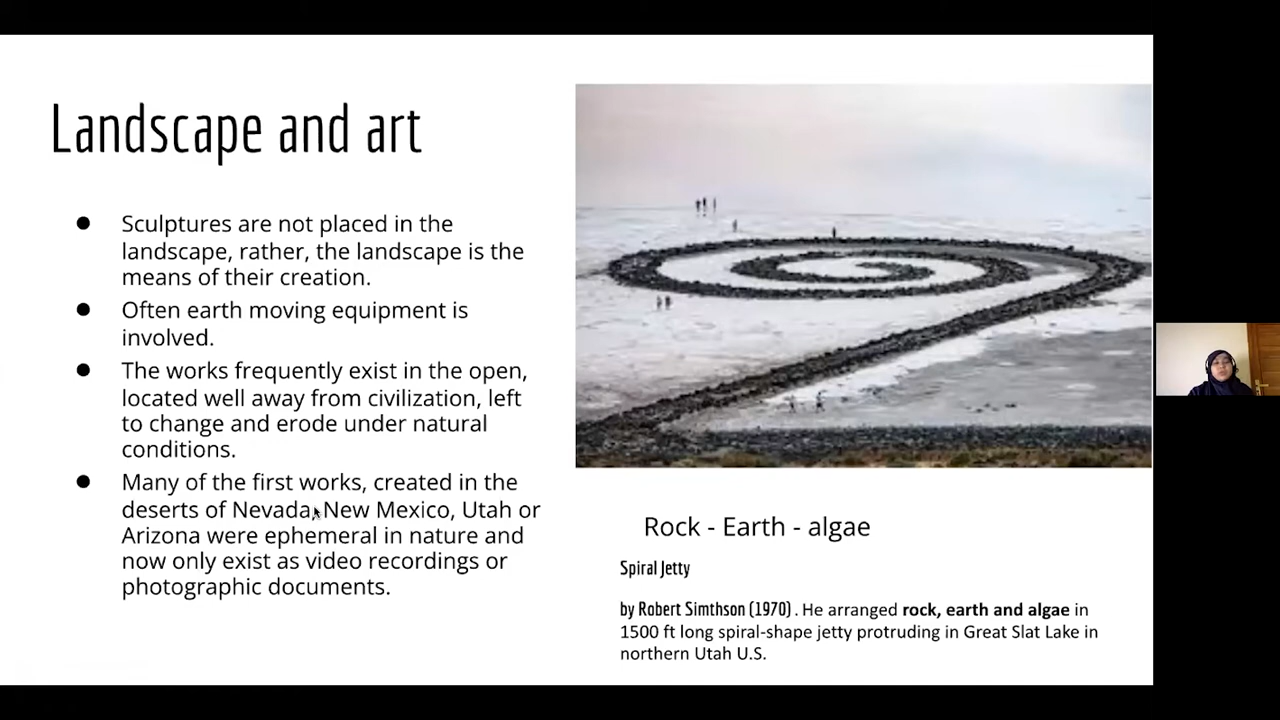 Landscape and art
● Sculptures are not placed in the
landscape, rather, the landscape is the
means of their creation.
● Often earth moving equipment is
involved.
● The works frequently exist in the open,
located well away from civilization, left
to change and erode under natural
conditions.
● Many of the first works, created in the
deserts of Nevada, New Mexico, Utah or
Arizona were ephemeral in nature and
now only exist as video recordings or
photographic documents.
Rock - Earth - algae
Spiral Jetty
by Robert Simthson (1970) . He arranged rock, earth and algae in
1500 ft long spiral-shape jetty protruding in Great Slat Lake in
northern Utah U.S.